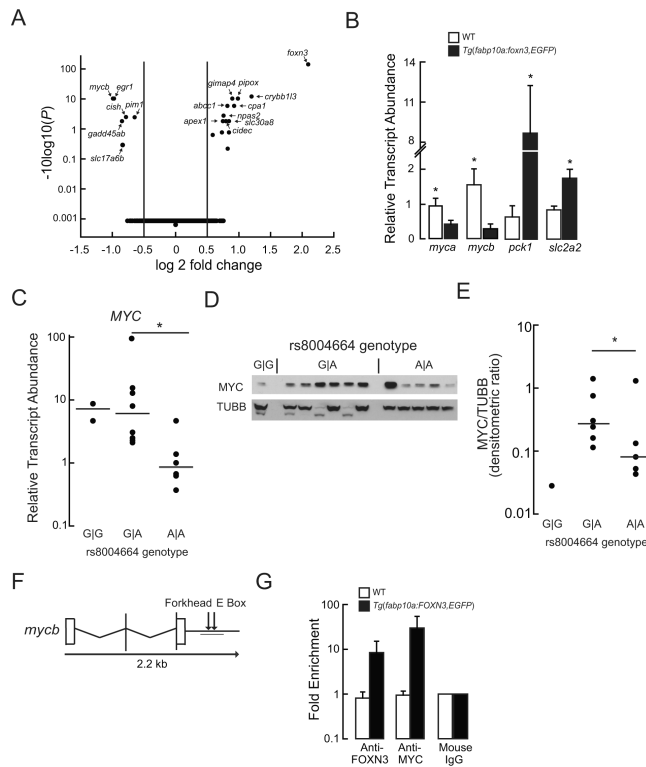 A
-10log10(P)
100
10
1
0.1
0.01
0.001
foxn3
mycb
egr1
cish
pim1
gadd45ab
slc17a6b
gimap4
pipox
crybb1l3
abcc1
cpa1
npas2
apex1
slc30a8
cidec
-1.5
-1.0
-0.5
0
0.5
1.0
1.5
2.0
2.5
log 2 fold change
B
WT
Tg(fabp10a:foxn3,EGFP)
Relative Transcript Abundance
14
8
2
1
0
*
*
*
*
myca
mycb
pck1
slc2a2
C
MYC
*
Relative Transcript Abundance
100
10
1
0.1
G|G
G|A
A|A
rs8004664 genotype
D
rs8004664 genotype
G|G
G|A
A|A
MYC
TUBB
E
MYC/TUBB
(densitometric ratio)
10
1
0.1
0.01
*
G|G
G|A
A|A
rs8004664 genotype
F
Forkhead E Box
mycb
2.2 kb
G
WT
Tg(fabp10a:FOXN3,EGFP)
Fold Enrichment
100
10
1
0.1
Anti-
FOXN3
Anti-
MYC
Mouse
IgG